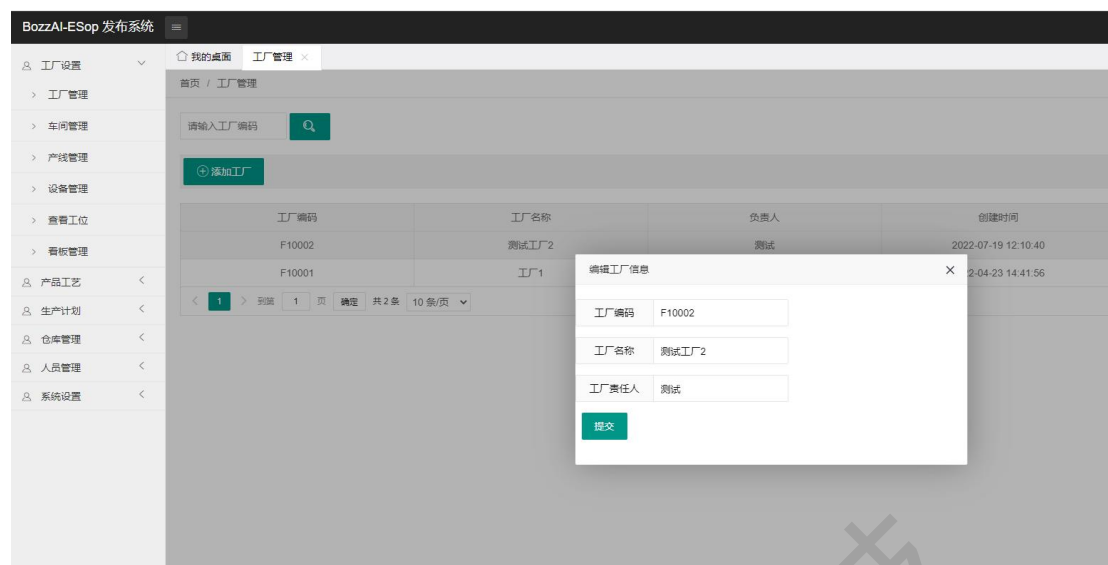 BozzAI-ESop 发布系统
工厂设置
工厂管理
车间管理
产线管理
设备管理
查看工位
看板管理
产品工艺
生产计划
仓库管理
人员管理
系统设置
我的桌面 工厂管理
首页 / 工厂管理
请输入工厂编码
添加工厂
工厂编码 工厂名称 负责人 创建时间
F10002 测试工厂2 测试 2022-07-19 12:10:40
F10001 工厂1 2-04-23 14:41:56
1 到第 1 页 确定 共 2 条 10 条/页
编辑工厂信息
工厂编码 F10002
工厂名称 测试工厂2
工厂责任人 测试
提交